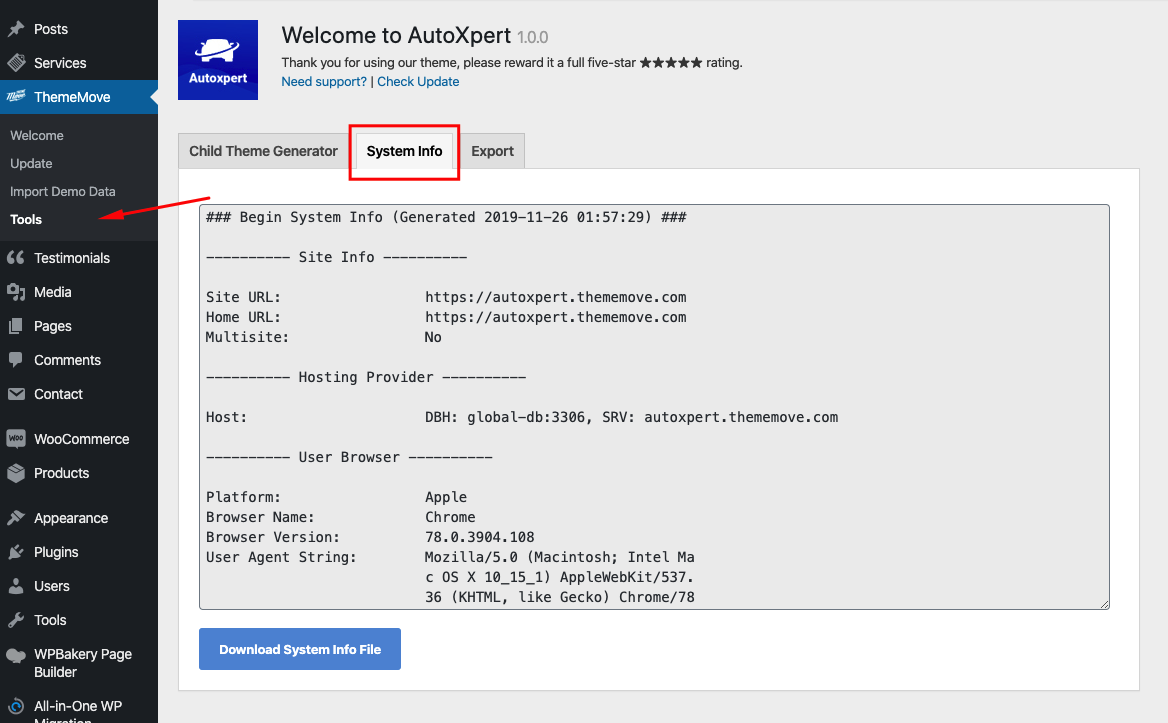 Posts
Services
ThemeMove
Welcome
Update
Import Demo Data
Tools
Testimonials
Media
Pages
Comments
Contact
WOO WooCommerce
Products
Appearance
Plugins
Users
Tools
WPBakery Page
Builder
All-in-One WP
Migration
Autoxpert
Welcome to AutoXpert 1.0.0
Thank you for using our theme, please reward it a full five-star ★★★★★ rating.
Need support? | Check Update
Child Theme Generator System Info Export
### Begin System Info (Generated 2019-11-26 01:57:29) ###
---------- Site Info ----------
Site URL: https://autoxpert.thememove.com
Home URL: https://autoxpert.thememove.com
Multisite: No
---------- Hosting Provider ----------
Host: DBH: global-db:3306, SRV: autoxpert.thememove.com
---------- User Browser ----------
Platform: Apple
Browser Name: Chrome
Browser Version: 78.0.3904.108
User Agent String: Mozilla/5.0 (Macintosh; Intel Ma
c OS X 10_15_1) AppleWebKit/537.
36 (KHTML, like Gecko) Chrome/78
Download System Info File